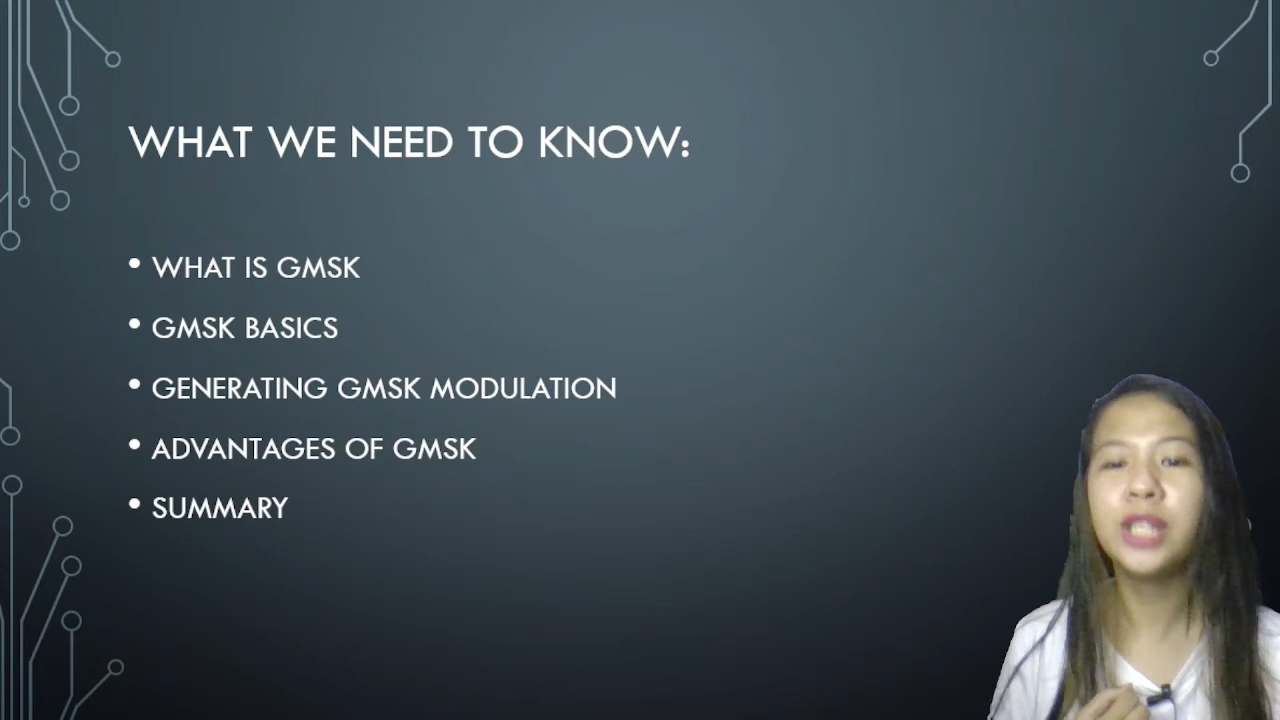 WHAT WE NEED TO KNOW:
• WHAT IS GMSK
• GMSK BASICS
• GENERATING GMSK MODULATION
• ADVANTAGES OF GMSK
• SUMMARY